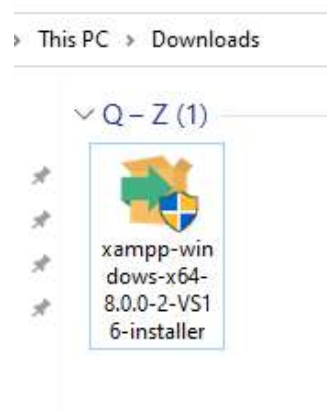 This PC > Downloads
Q – Z (1)
xampp-win
dows-x64-
8.0.0-2-VS1
6-installer